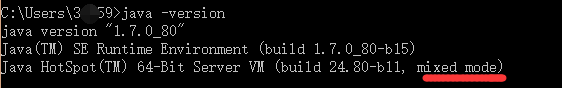 C:\Users\3 59>java -version
java version "1.7.0_80"
Java(TM) SE Runtime Environment (build 1.7.0_80-b15)
Java HotSpot(TM) 64-Bit Server VM (build 24.80-b11, mixed mode)